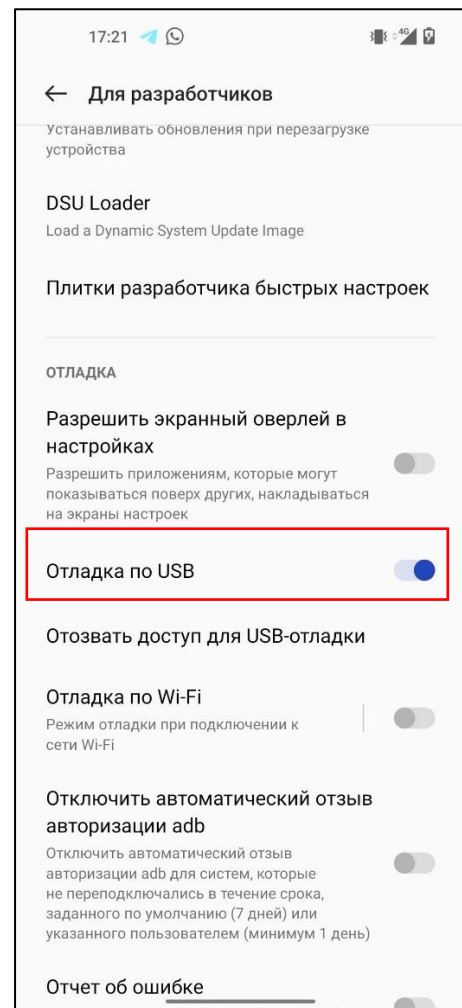 17:21
4G
Для разработчиков
Устанавливать обновления при перезагрузке
устройства
DSU Loader
Load a Dynamic System Update Image
Плитки разработчика быстрых настроек
ОТЛАДКА
Разрешить экранный оверлей в
настройках
Разрешить приложениям, которые могут
показываться поверх других, накладываться
на экраны настроек
Отладка по USB
Отозвать доступ для USB-отладки
Отладка по Wi-Fi
Режим отладки при подключении к
сети Wi-Fi
Отключить автоматический отзыв
авторизации adb
Отключить автоматический отзыв
авторизации adb для систем, которые
не переподключались в течение срока,
заданного по умолчанию (7 дней) или
указанного пользователем (минимум 1 день)
Отчет об ошибке